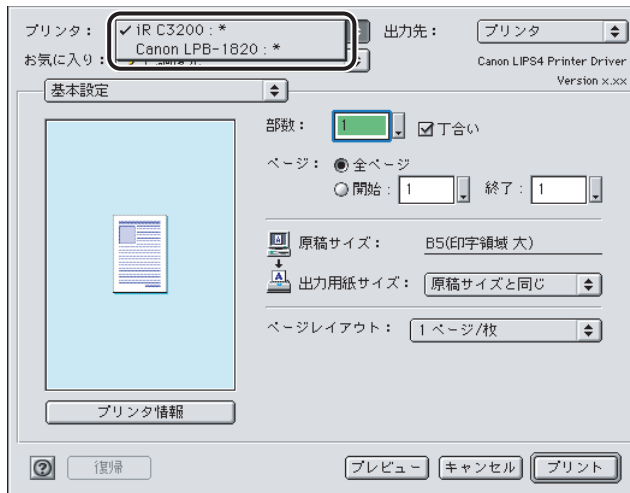 プリンタ： ✓ iR C3200 : * 出力先： プリンタ
Canon LPB-1820 : *
お気に入り：
Canon LIPS4 Printer Driver
Version x.xx
基本設定
部数： 1 丁合い
ページ： 全ページ
開始： 1 終了： 1
原稿サイズ： B5(印字領域 大)
出力用紙サイズ： 原稿サイズと同じ
ページレイアウト： 1 ページ/枚
プリンタ情報
? 復帰 プレビュー キャンセル プリント